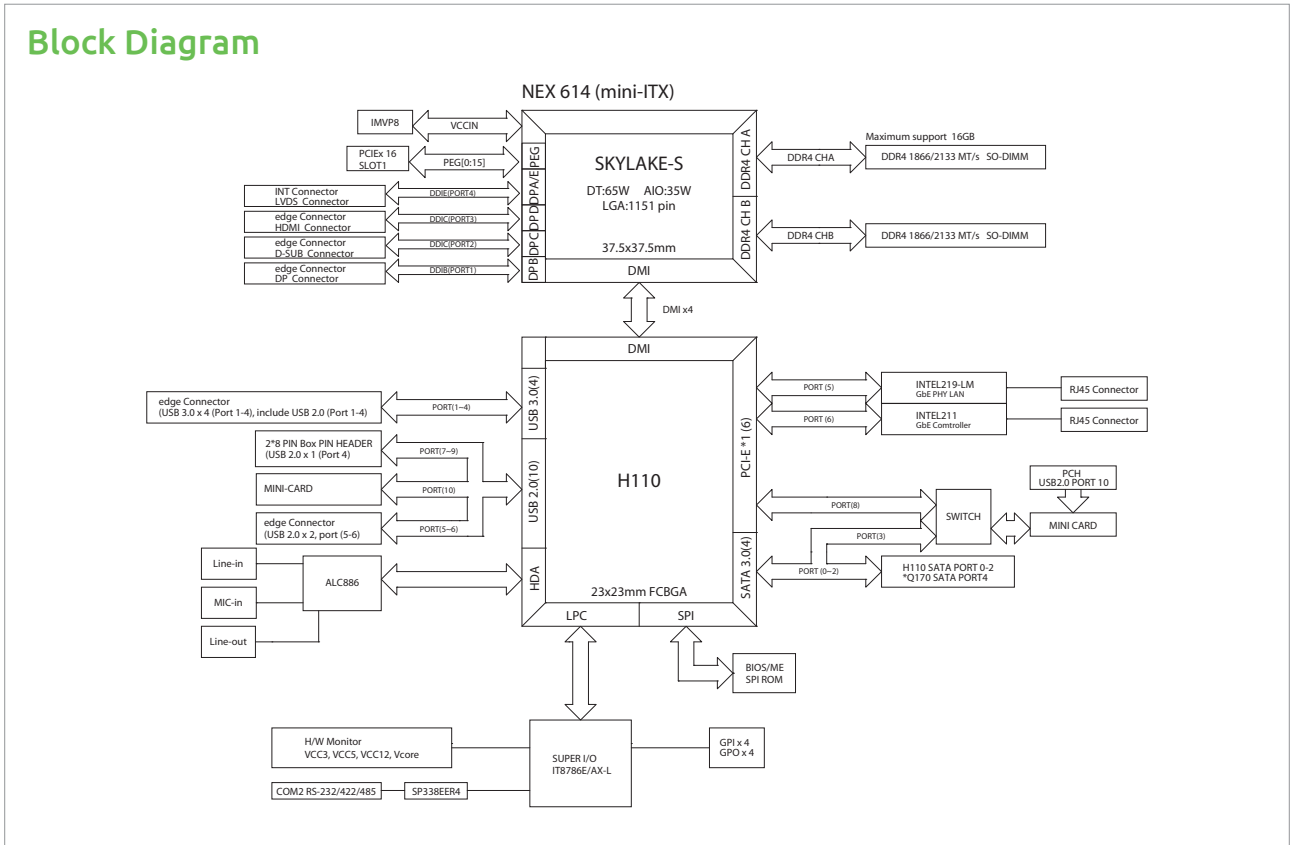 Block Diagram
NEX 614 (mini-ITX)
IMVP8
VCCIN
PCIEx 16
SLOT1
PEG[0:15]
INT Connector
LVDS Connector
DDIE(PORT4)
edge Connector
HDMI Connector
DDIC(PORT3)
edge Connector
D-SUB Connector
DDIC(PORT2)
edge Connector
DP Connector
DDIB(PORT1)
PEG
DPA/E
DPD
DPC
DPB
SKYLAKE-S
DT:65W AIO:35W
LGA:1151 pin
37.5x37.5mm
DMI
DDR4 CH A
DDR4 CH B
Maximum support 16GB
DDR4 CHA
DDR4 1866/2133 MT/s SO-DIMM
DDR4 CHB
DDR4 1866/2133 MT/s SO-DIMM
DMI x4
DMI
USB 3.0(4)
USB 2.0(10)
HDA
H110
23x23mm FCBGA
LPC
SPI
PCI-E *1 (6)
SATA 3.0(4)
edge Connector
(USB 3.0 x 4 (Port 1-4), include USB 2.0 (Port 1-4)
PORT(1~4)
2*8 PIN Box PIN HEADER
(USB 2.0 x 1 (Port 4)
PORT(7~9)
MINI-CARD
PORT(10)
edge Connector
(USB 2.0 x 2, port (5-6)
PORT(5~6)
Line-in
MIC-in
Line-out
ALC886
PORT (5)
INTEL219-LM
GbE PHY LAN
RJ45 Connector
PORT (6)
INTEL211
GbE Comtroller
RJ45 Connector
PCH
USB2.0 PORT 10
PORT(8)
SWITCH
MINI CARD
PORT(3)
PORT (0~2)
H110 SATA PORT 0-2
*Q170 SATA PORT4
BIOS/ME
SPI ROM
H/W Monitor
VCC3, VCC5, VCC12, Vcore
SUPER I/O
IT8786E/AX-L
GPI x 4
GPO x 4
COM2 RS-232/422/485
SP338EER4